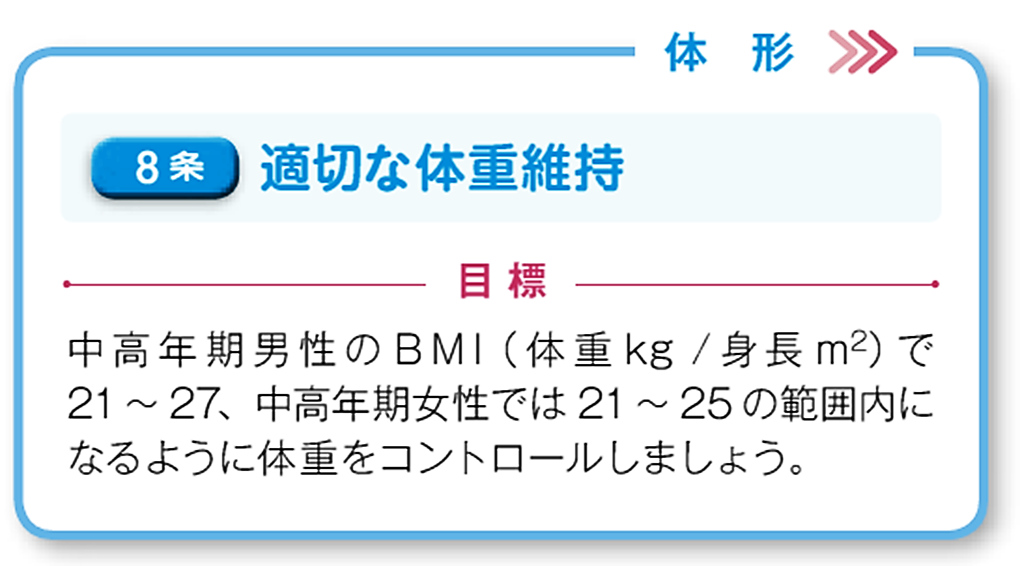 体 形
8条 適切な体重維持
目標
中高年期男性のBMI(体重kg /身長m²)で
21〜27、中高年期女性では21〜25の範囲内に
なるように体重をコントロールしましょう。